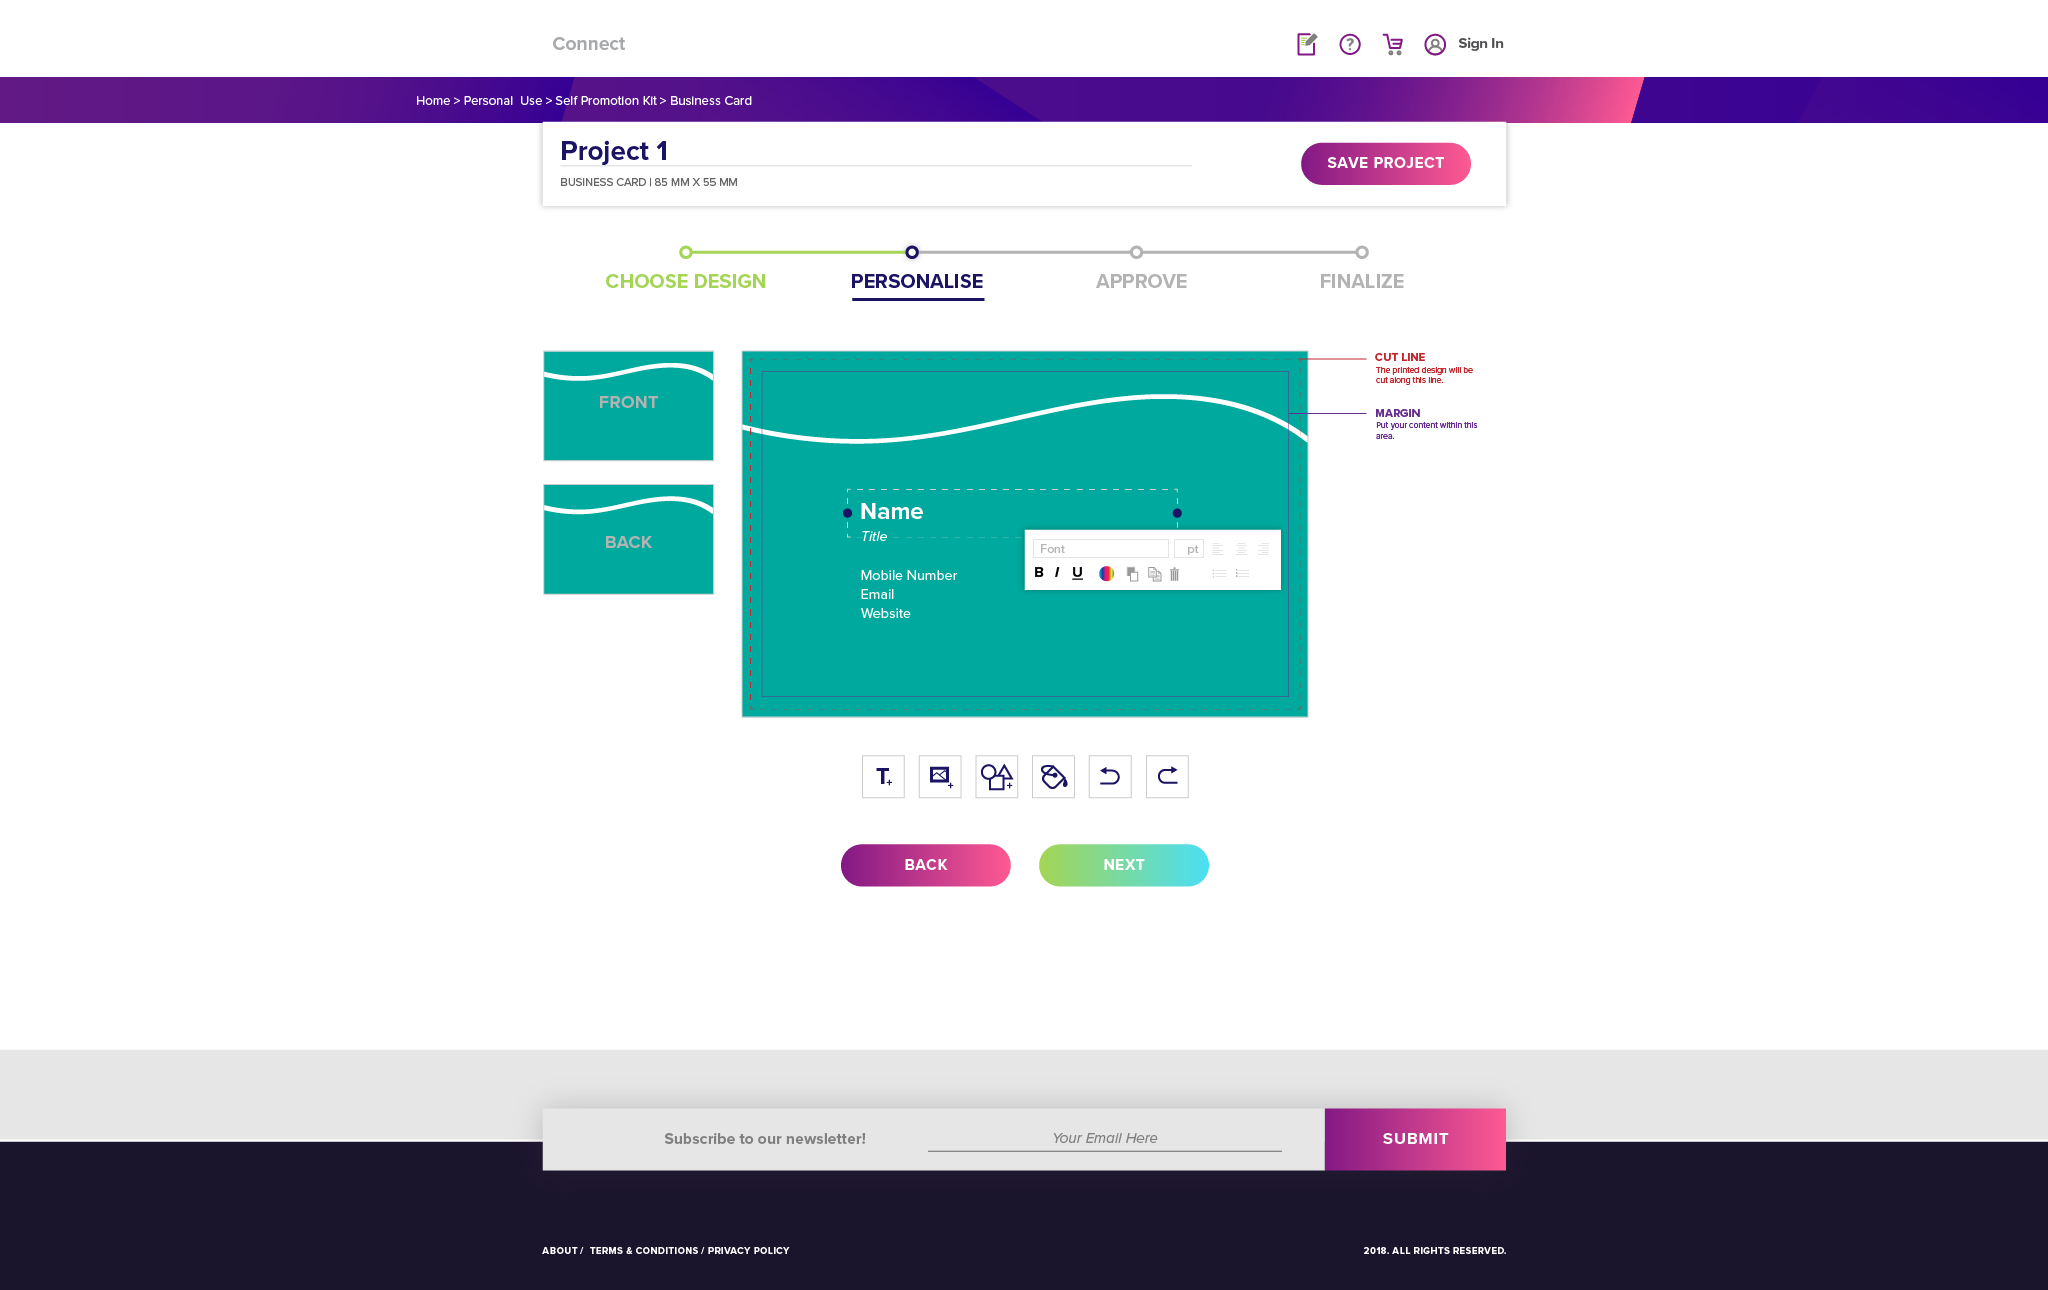 Connect
Sign In
Home > Personal  Use > Self Promotion Kit > Business Card
Project 1
BUSINESS CARD | 85 MM X 55 MM
SAVE PROJECT
CHOOSE DESIGN
PERSONALISE
APPROVE
FINALIZE
FRONT
BACK
CUT LINE
The printed design will be
cut along this line.
MARGIN
Put your content within this
area.
Name
Title
Mobile Number
Email
Website
Font
pt
B I U
T+
BACK
NEXT
Subscribe to our newsletter!
Your Email Here
SUBMIT
ABOUT /  TERMS & CONDITIONS / PRIVACY POLICY
2018. ALL RIGHTS RESERVED.